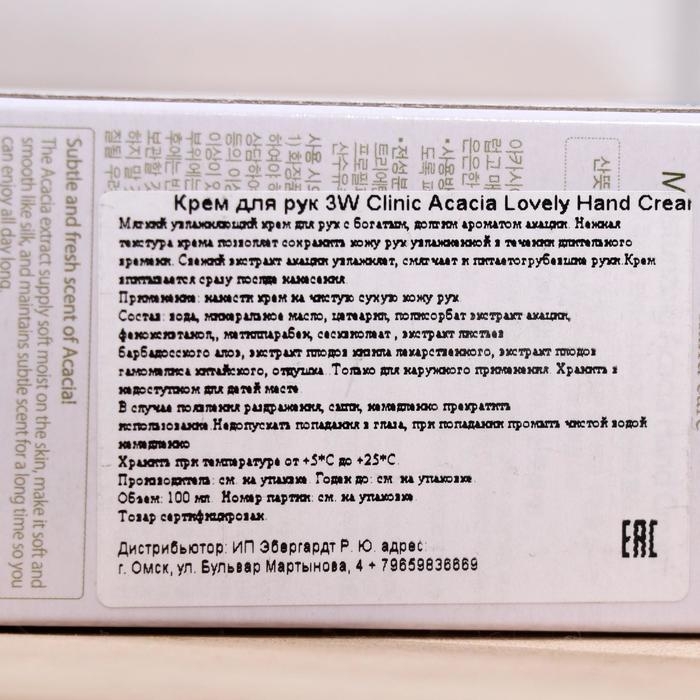 Крем для рук 3W Clinic Acacia Lovely Hand Crear
Мягкий увлажняющий крем для рук с богатым, долгим ароматом акации. Нежная
текстура крема позволяет сохранить кожу рук увлажненной в течении длительного
времени. Свежий экстракт акации увлажняет, смягчает и питаетогрубевшие руки.Крем
впитывается сразу после нанесения.
Применение: нанести крем на чистую сухую кожу рук
Состав: вода, минеральное масло, цетеарил, полисорбат экстракт акации,
феноксиэтанол,, метилпарабен, сесквиолеат , экстракт листьев
барбадосского алоэ, экстракт плодов кизила лекарственного, экстракт плодов
гамомелиса китайского, отдушка. Только для наружного применения. Хранить в
недоступном для детей месте.
В случае появления раздражения, сыпи, немедленно прекратить
использование.Недопускать попадания в глаза, при попадании промыть чистой водой
немедленно
Хранить при температуре от +5*С до +25*С
Производитель: см. на упаковке. Годен до: см. на упаковке.
Объем: 100 мл. Номер партии: см. на упаковке.
Товар сертифицирован.
Дистрибьютор: ИП Эбергардт Р. Ю. адрес:
г. Омск, ул. Бульвар Мартынова, 4 + 79659836669
EAC
Subtle and fresh scent of Acacia!
The Acacia extract supply soft moist on the skin, make it soft and
smooth like silk, and maintains subtle scent for a long time so you
can enjoy all day long.